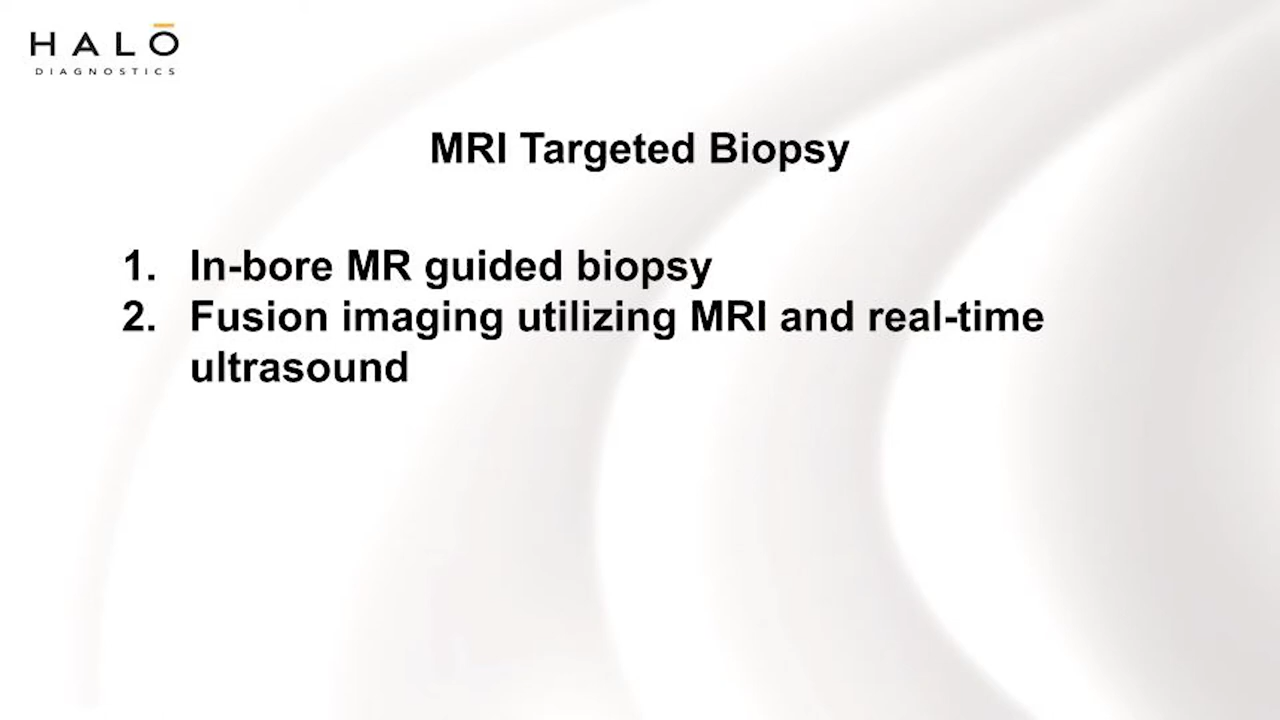 HALŌ
DIAGNOSTICS
MRI Targeted Biopsy
1. In-bore MR guided biopsy
2. Fusion imaging utilizing MRI and real-time
ultrasound